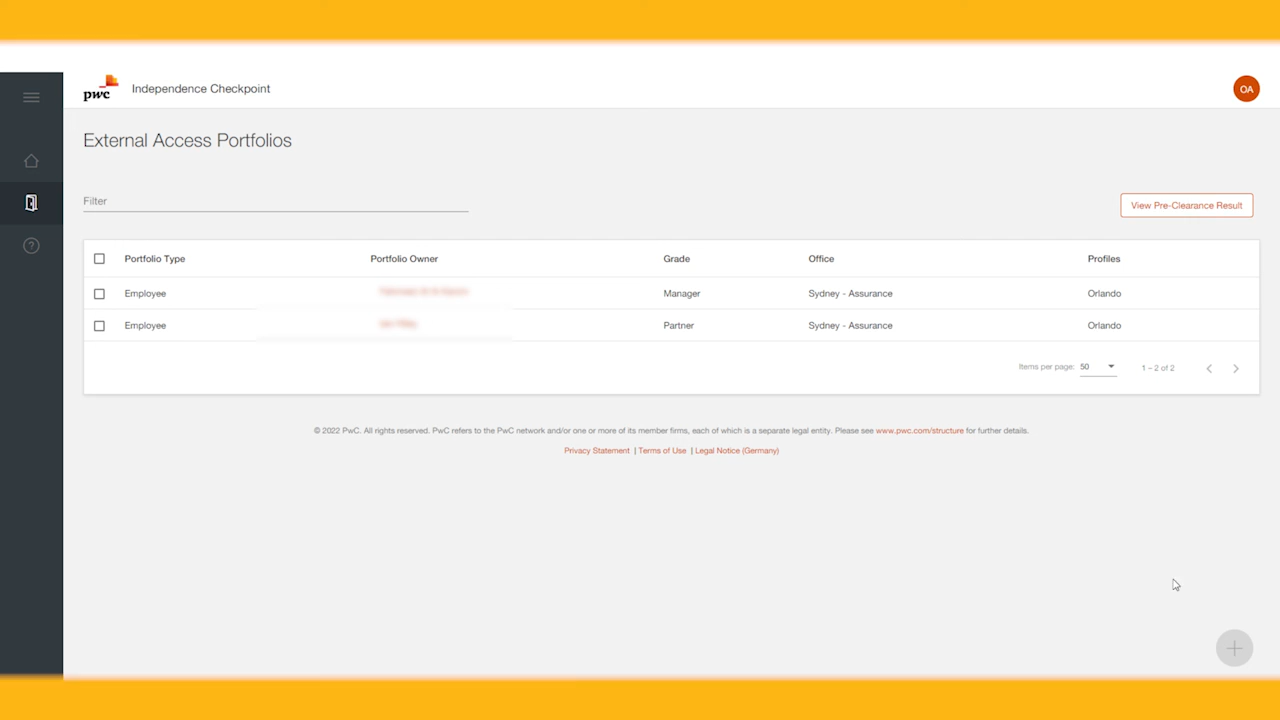 pwc Independence Checkpoint OA
External Access Portfolios
Filter
View Pre-Clearance Result
Portfolio Type Portfolio Owner Grade Office Profiles
Employee Manager Sydney - Assurance Orlando
Employee Partner Sydney - Assurance Orlando
Items per page: 50 1 – 2 of 2
© 2022 PwC. All rights reserved. PwC refers to the PwC network and/or one or more of its member firms, each of which is a separate legal entity. Please see www.pwc.com/structure for further details.
Privacy Statement | Terms of Use | Legal Notice (Germany)